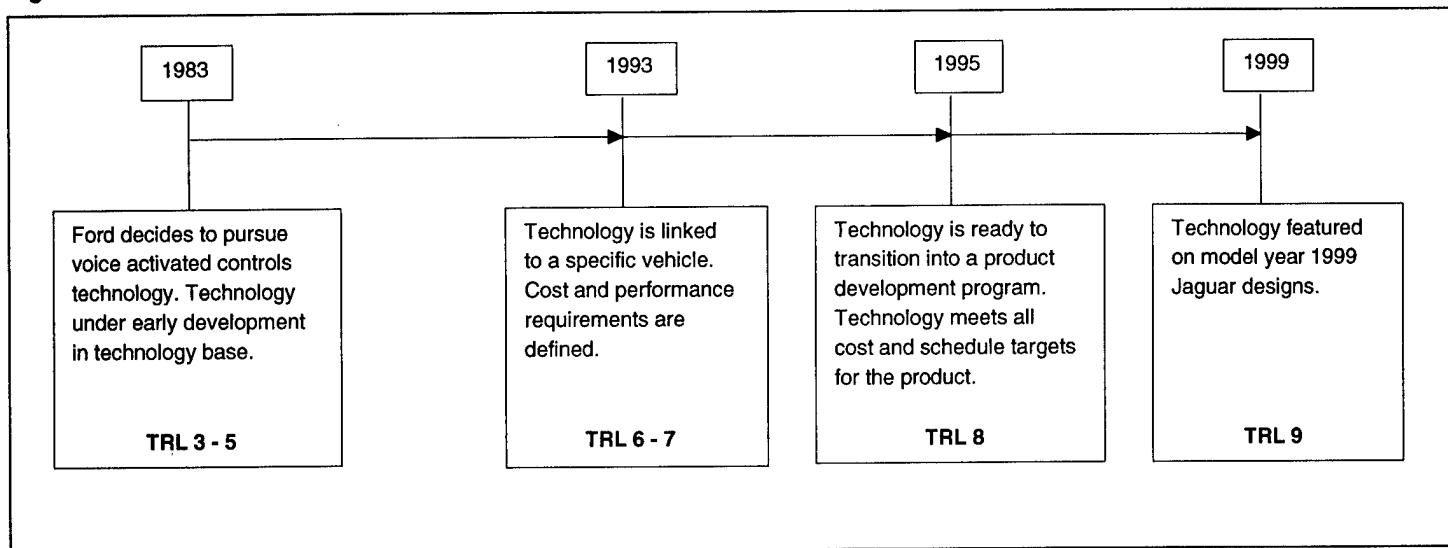 1983
1993
1995
1999
Ford decides to pursue
voice activated controls
technology. Technology
under early development
in technology base.
TRL 3 - 5
Technology is linked
to a specific vehicle.
Cost and performance
requirements are
defined.
TRL 6 - 7
Technology is ready to
transition into a product
development program.
Technology meets all
cost and schedule targets
for the product.
TRL 8
Technology featured
on model year 1999
Jaguar designs.
TRL 9